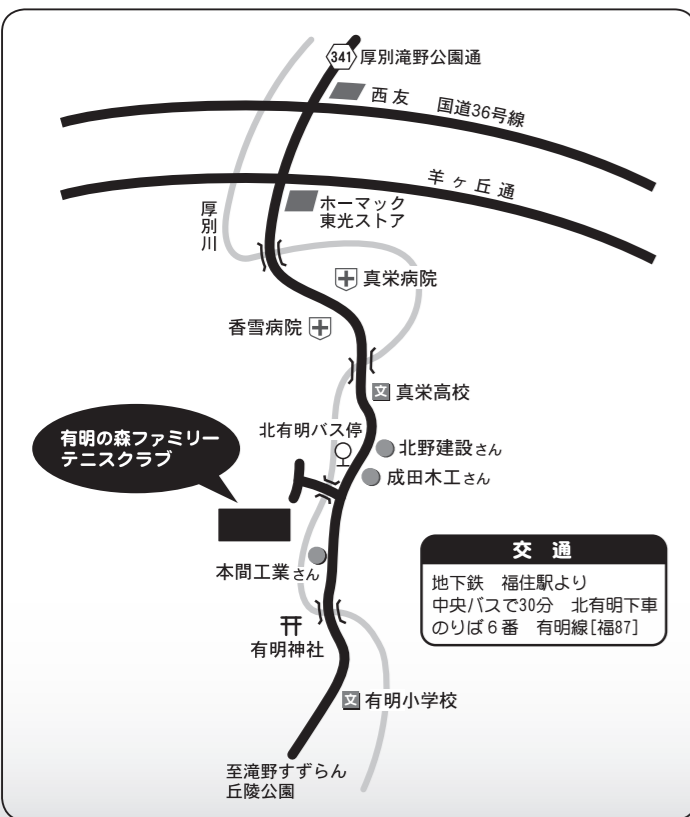 341 厚別滝野公園通
西友
国道36号線
羊ヶ丘通
ホーマック
東光ストア
厚別川
真栄病院
香雪病院
文 真栄高校
北有明バス停
有明の森ファミリー
テニスクラブ
北野建設さん
成田木工さん
本間工業さん
交通
地下鉄 福住駅より
中央バスで30分 北有明下車
のりば6番 有明線[福87]
有明神社
文 有明小学校
至滝野すずらん
丘陵公園